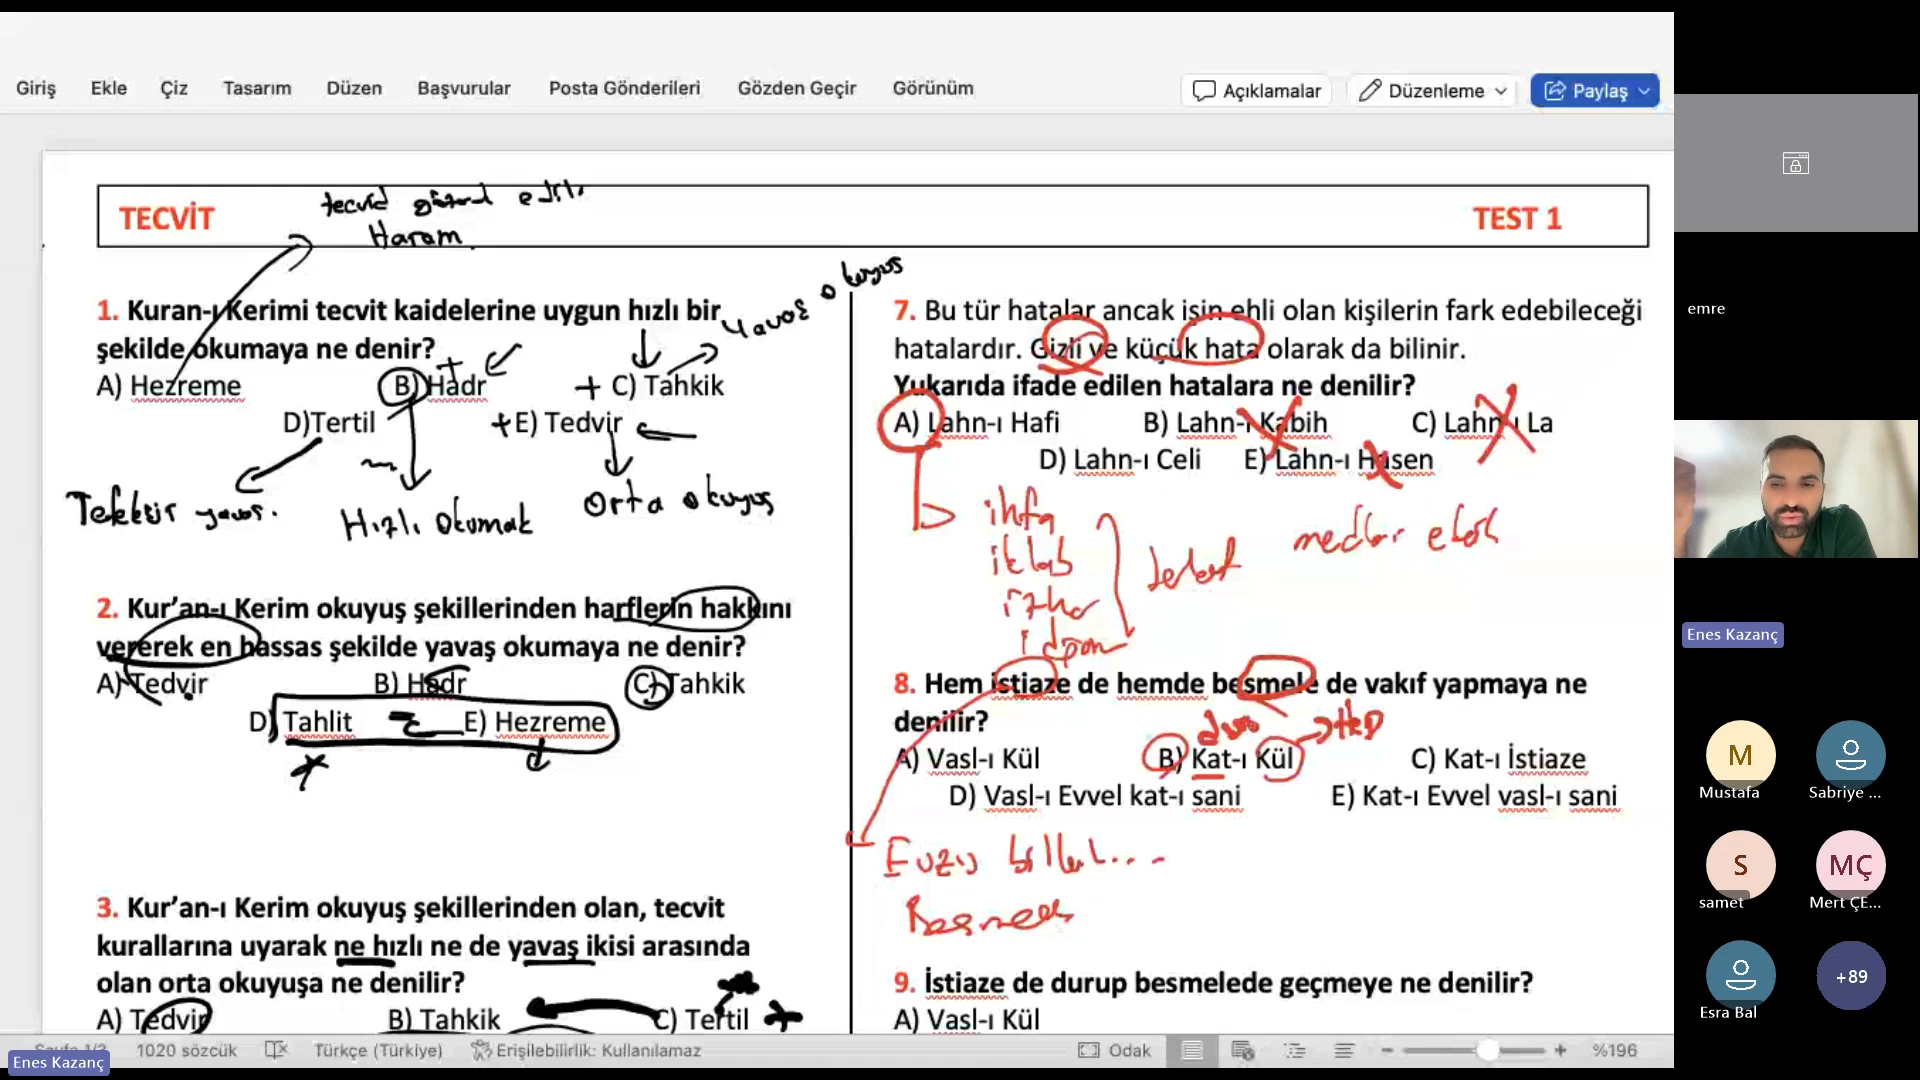 Giriş Ekle Çiz Tasarım Düzen Başvurular Posta Gönderileri Gözden Geçir Görünüm Açıklamalar Düzenleme Paylaş
TECVİT
TEST 1
tecvid
Haram
1. Kuran-ı Kerimi tecvit kaidelerine uygun hızlı bir
şekilde okumaya ne denir?
A) Hezreme B) Hadr + C) Tahkik
D)Tertil + E) Tedvir
Yavaş okuyuş
yavaş.
Hızlı okumak
Orta okuyuş
2. Kur'an-ı Kerim okuyuş şekillerinden harflerin hakkını
vererek en hassas şekilde yavaş okumaya ne denir?
A) Tedvir B) Hadr C) Tahkik
D) Tahlit E) Hezreme
3. Kur'an-ı Kerim okuyuş şekillerinden olan, tecvit
kurallarına uyarak ne hızlı ne de yavaş ikisi arasında
olan orta okuyuşa ne denilir?
A) Tedvir B) Tahkik C) Tertil
7. Bu tür hatalar ancak işin ehli olan kişilerin fark edebileceği
hatalardır. Gizli ve küçük hata olarak da bilinir.
Yukarıda ifade edilen hatalara ne denilir?
A) Lahn-ı Hafi B) Lahn-ı Kabih C) Lahn-ı La
D) Lahn-ı Celi E) Lahn-ı Hasen
ihfa
iklab
izhar
medler
8. Hem istiaze de hemde besmele de vakıf yapmaya ne
denilir?
A) Vasl-ı Kül B) Kat-ı Kül C) Kat-ı İstiaze
D) Vasl-ı Evvel kat-ı sani E) Kat-ı Evvel vasl-ı sani
Euzu
9. İstiaze de durup besmelede geçmeye ne denilir?
A) Vasl-ı Kül
1020 sözcük Türkçe (Türkiye) Erişilebilirlik: Kullanılamaz Odak %196
Enes Kazanç
emre
Enes Kazanç
M
Mustafa Sabriye ...
S MÇ
samet Mert ÇE...
+89
Esra Bal